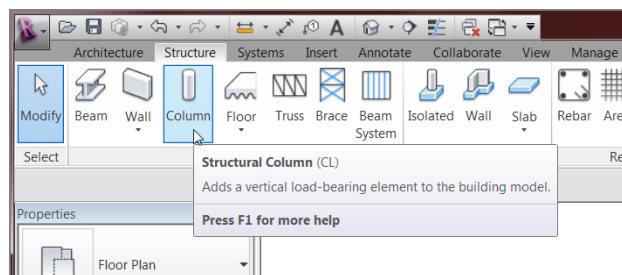 Architecture Structure Systems Insert Annotate Collaborate View Manage
Modify Beam Wall Column Floor Truss Brace Beam System Isolated Wall Slab Rebar Are
Select Re
Structural Column (CL)
Adds a vertical load-bearing element to the building model.
Press F1 for more help
Properties
Floor Plan